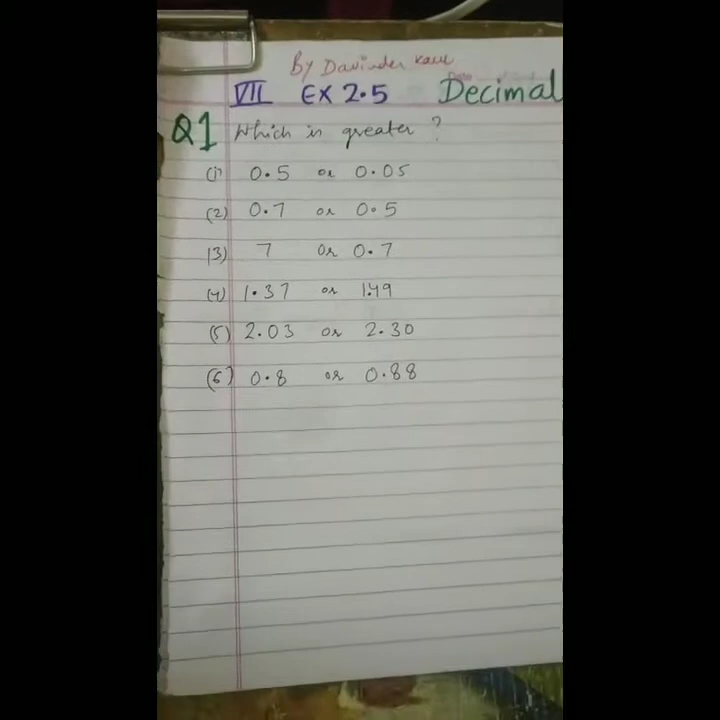 By Davinder Kaur
Date
VII EX 2.5 Decimal
Q1 Which is greater ?
(1) 0.5 or 0.05
(2) 0.7 or 0.5
(3) 7 or 0.7
(4) 1.37 or 1.49
(5) 2.03 or 2.30
(6) 0.8 or 0.88